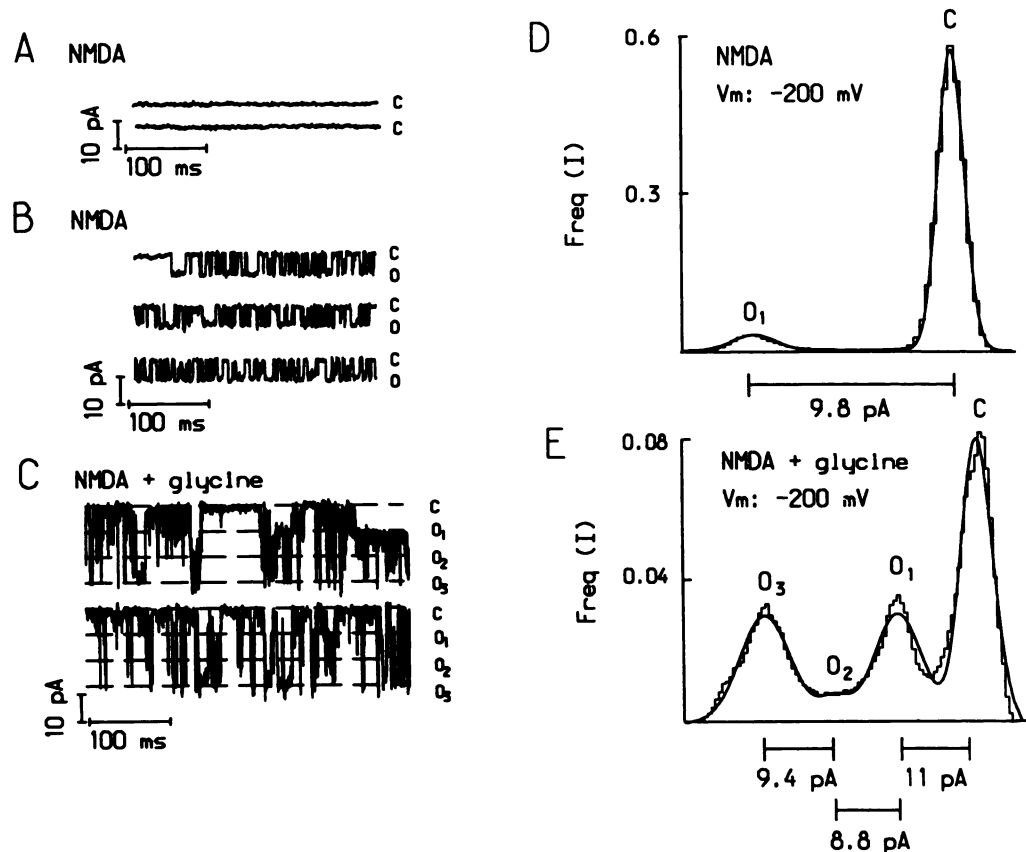 A NMDA
C
C
10 pA
100 ms
B NMDA
C
O
C
O
C
O
10 pA
100 ms
C NMDA + glycine
C
O1
O2
O3
C
O1
O2
O3
10 pA
100 ms
D
C
0.6
NMDA
Vm: -200 mV
0.3
Freq (I)
O1
9.8 pA
E
C
0.08
NMDA + glycine
Vm: -200 mV
0.04
Freq (I)
O3
O2
O1
9.4 pA
11 pA
8.8 pA